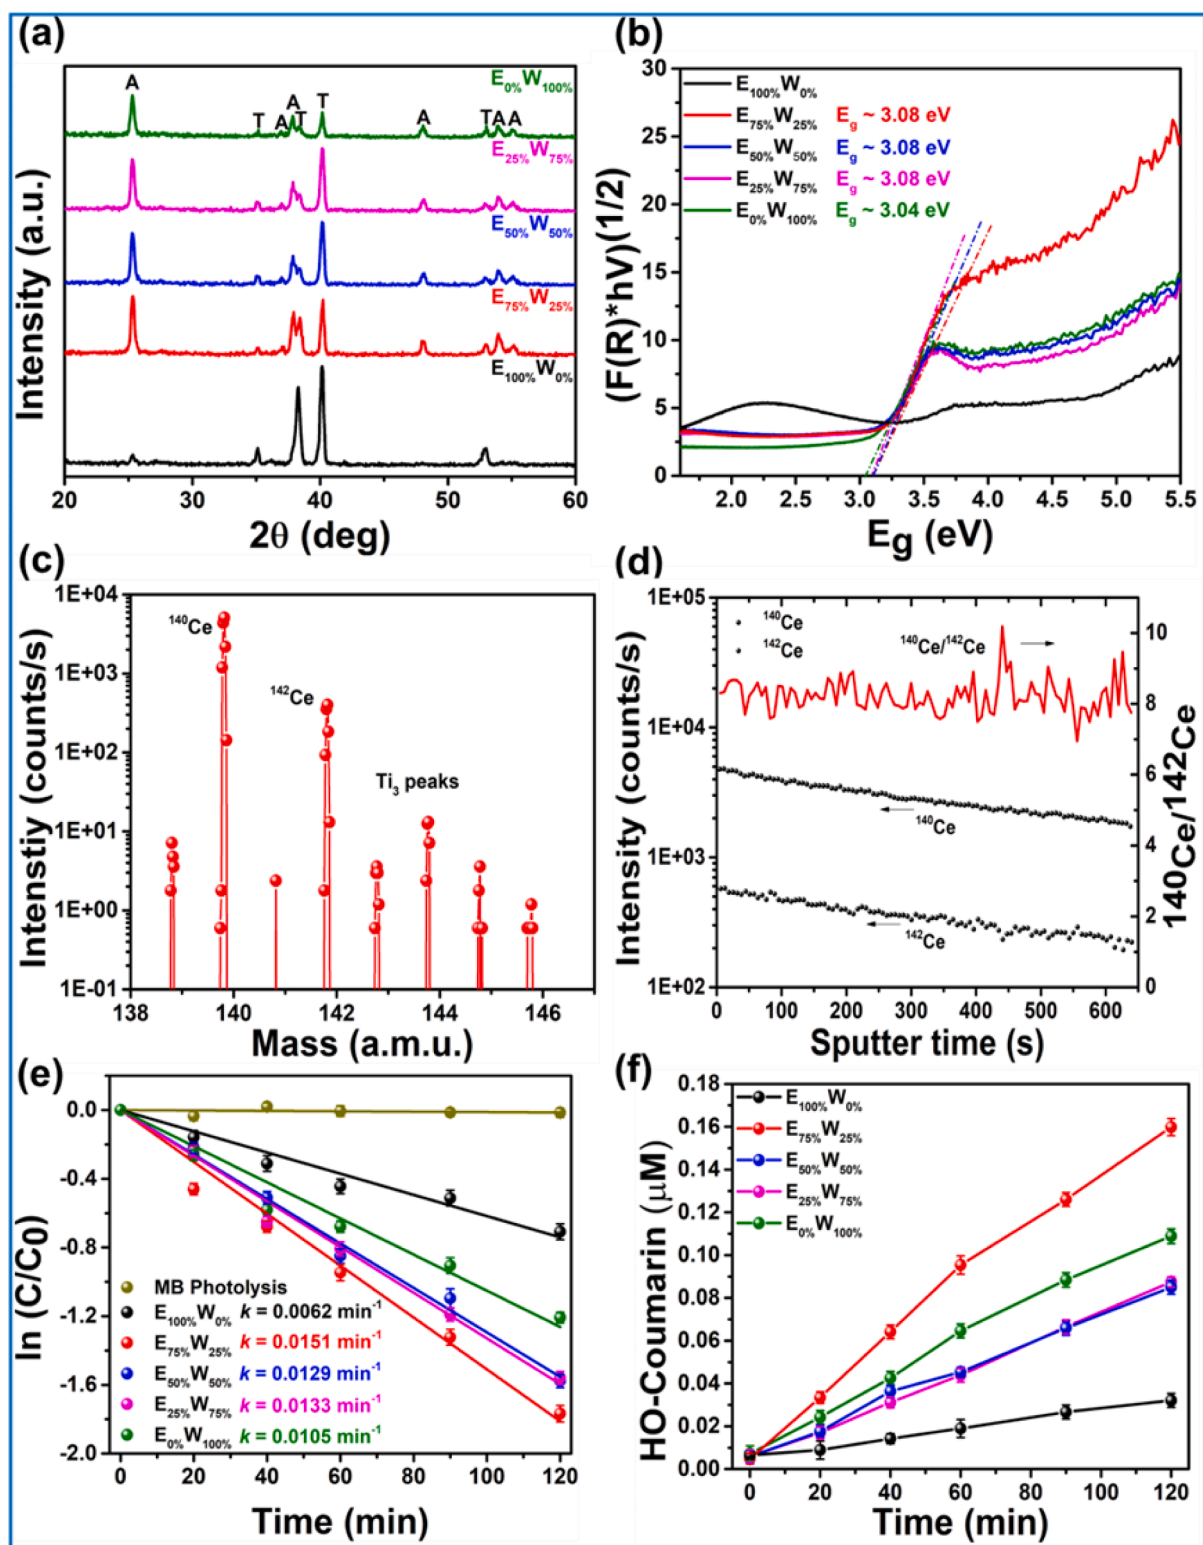 (a)
E0%W100%
A
A
T
T
A
T
A
T
A
A
E25%W75%
E50%W50%
E75%W25%
E100%W0%
Intensity (a.u.)
20
30
40
50
60
2θ (deg)
(b)
30
25
20
15
10
5
0
E100%W0%
E75%W25% Eg ~ 3.08 eV
E50%W50% Eg ~ 3.08 eV
E25%W75% Eg ~ 3.08 eV
E0%W100% Eg ~ 3.04 eV
(F(R)*hV)(1/2)
2.0
2.5
3.0
3.5
4.0
4.5
5.0
5.5
Eg (eV)
(c)
1E+04
1E+03
1E+02
1E+01
1E+00
1E-01
140Ce
142Ce
Ti3 peaks
Intenstiy (counts/s)
138
140
142
144
146
Mass (a.m.u.)
(d)
1E+05
1E+04
1E+03
1E+02
140Ce
142Ce
140Ce/142Ce
140Ce
142Ce
Intensity (counts/s)
10
8
6
4
2
0
140Ce/142Ce
0
100
200
300
400
500
600
Sputter time (s)
(e)
0.0
-0.4
-0.8
-1.2
-1.6
-2.0
MB Photolysis
E100%W0% k = 0.0062 min-1
E75%W25% k = 0.0151 min-1
E50%W50% k = 0.0129 min-1
E25%W75% k = 0.0133 min-1
E0%W100% k = 0.0105 min-1
ln (C/C0)
0
20
40
60
80
100
120
Time (min)
(f)
0.18
0.16
0.14
0.12
0.10
0.08
0.06
0.04
0.02
0.00
E100%W0%
E75%W25%
E50%W50%
E25%W75%
E0%W100%
HO-Coumarin (μM)
0
20
40
60
80
100
120
Time (min)